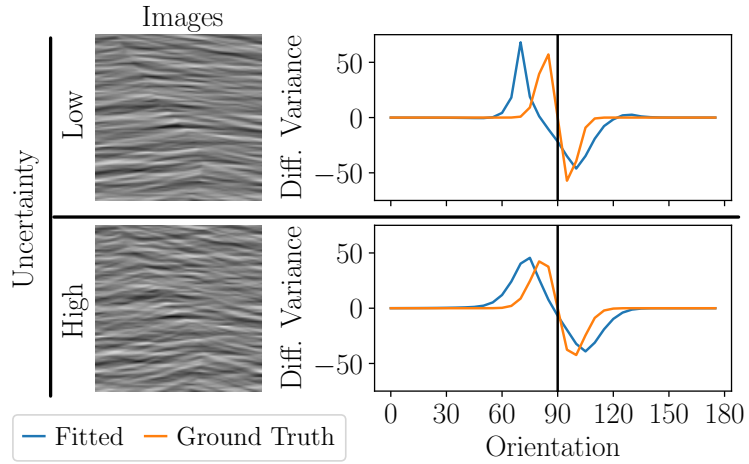 Images
Uncertainty
Low
Diff. Variance
50
0
−50
High
Diff. Variance
50
0
−50
0 30 60 90 120 150 180
Orientation
Fitted Ground Truth